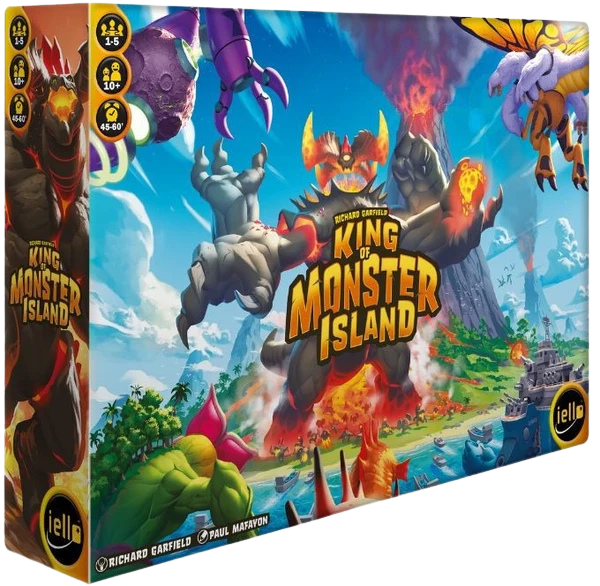 1-5
10+
45-60'
RICHARD GARFIELD
KING
OF
MONSTER
ISLAND
iello
1-5
10+
45-60'
RICHARD GARFIELD
KING
OF
MONSTER
ISLAND
iello
RICHARD GARFIELD
PAUL MAFAYON